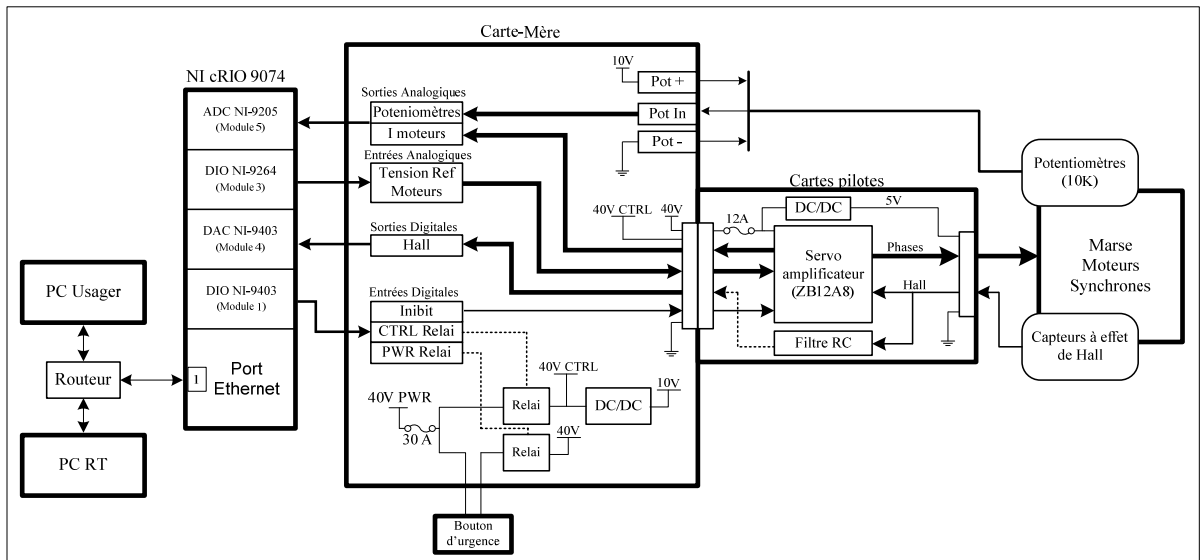 Carte-Mère
NI cRIO 9074
ADC NI-9205
(Module 5)
DIO NI-9264
(Module 3)
DAC NI-9403
(Module 4)
DIO NI-9403
(Module 1)
1
Port
Ethernet
PC Usager
Routeur
PC RT
Sorties Analogiques
Poteniomètres
I moteurs
Entrées Analogiques
Tension Ref
Moteurs
Sorties Digitales
Hall
Entrées Digitales
Inibit
CTRL Relai
PWR Relai
10V
Pot +
Pot In
Pot -
40V PWR
30 A
Relai
40V CTRL
DC/DC
10V
Relai
40V
Bouton
d'urgence
Cartes pilotes
40V CTRL
40V
12A
DC/DC
5V
Servo
amplificateur
(ZB12A8)
Phases
Hall
Filtre RC
Potentiomètres
(10K)
Marse
Moteurs
Synchrones
Capteurs à effet
de Hall